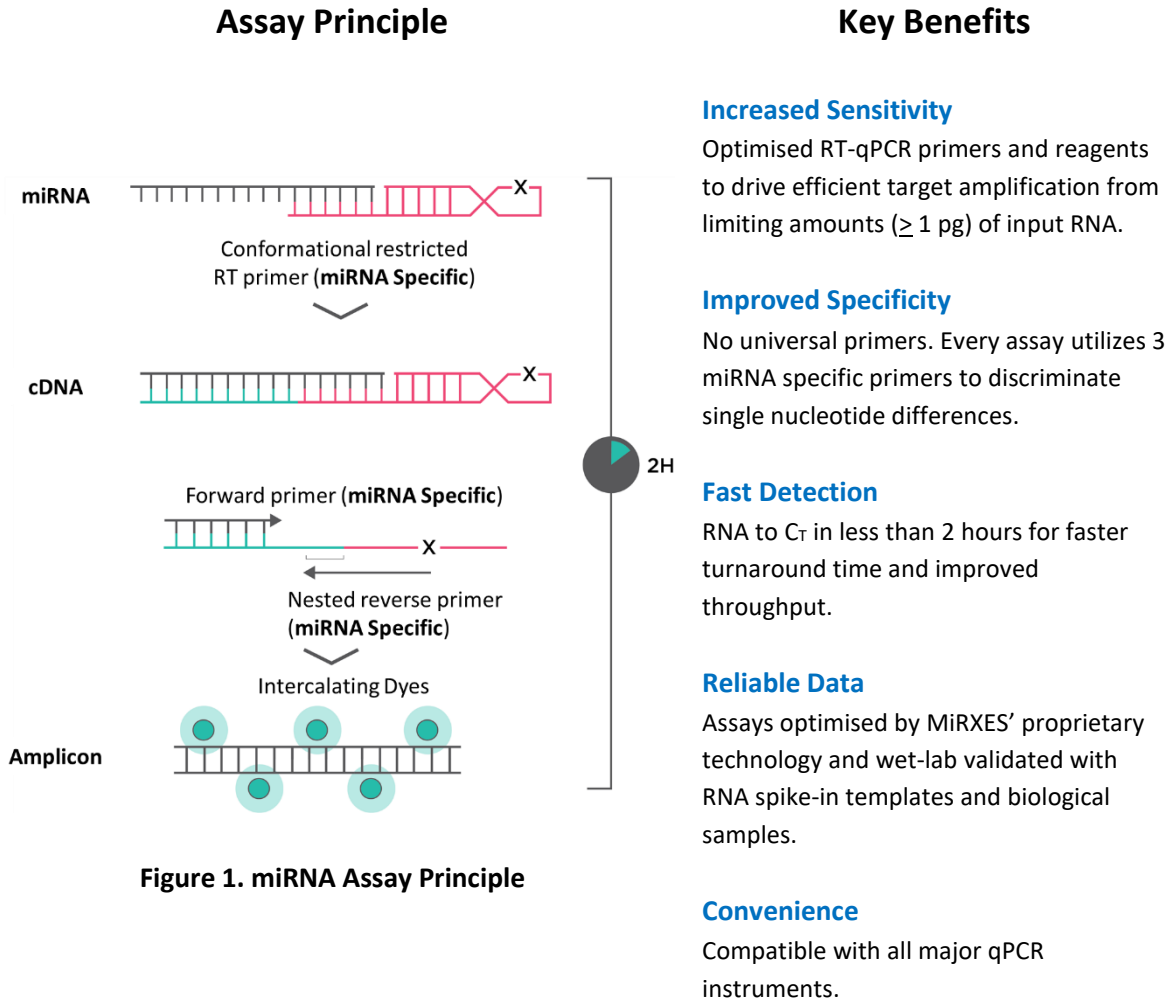 Assay Principle
miRNA
X
Conformational restricted
RT primer (miRNA Specific)
cDNA
X
2H
Forward primer (miRNA Specific)
X
Nested reverse primer
(miRNA Specific)
Intercalating Dyes
Amplicon
Figure 1. miRNA Assay Principle
Key Benefits
Increased Sensitivity
Optimised RT-qPCR primers and reagents
to drive efficient target amplification from
limiting amounts (≥ 1 pg) of input RNA.
Improved Specificity
No universal primers. Every assay utilizes 3
miRNA specific primers to discriminate
single nucleotide differences.
Fast Detection
RNA to CT in less than 2 hours for faster
turnaround time and improved
throughput.
Reliable Data
Assays optimised by MiRXES’ proprietary
technology and wet-lab validated with
RNA spike-in templates and biological
samples.
Convenience
Compatible with all major qPCR
instruments.